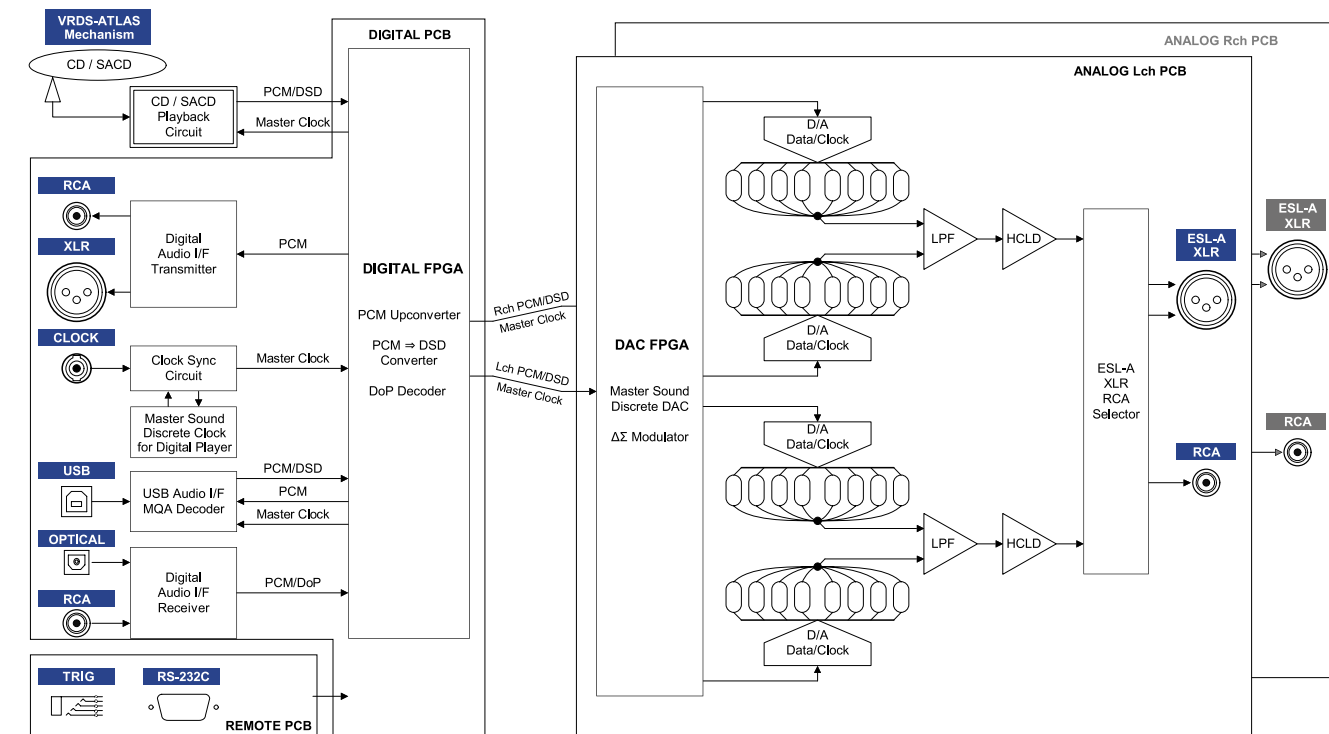 VRDS-ATLAS
Mechanism
CD / SACD
CD / SACD
Playback
Circuit
PCM/DSD
Master Clock
DIGITAL PCB
RCA
XLR
Digital
Audio I/F
Transmitter
PCM
CLOCK
Clock Sync
Circuit
Master Clock
Master Sound
Discrete Clock
for Digital Player
USB
USB Audio I/F
MQA Decoder
PCM/DSD
PCM
Master Clock
OPTICAL
RCA
Digital
Audio I/F
Receiver
PCM/DoP
TRIG
RS-232C
REMOTE PCB
DIGITAL FPGA
PCM Upconverter
PCM ⇒ DSD
Converter
DoP Decoder
Rch PCM/DSD
Master Clock
Lch PCM/DSD
Master Clock
ANALOG Rch PCB
ANALOG Lch PCB
DAC FPGA
Master Sound
Discrete DAC
ΔΣ Modulator
D/A
Data/Clock
D/A
Data/Clock
LPF
HCLD
D/A
Data/Clock
D/A
Data/Clock
LPF
HCLD
ESL-A
XLR
RCA
Selector
ESL-A
XLR
RCA
ESL-A
XLR
RCA